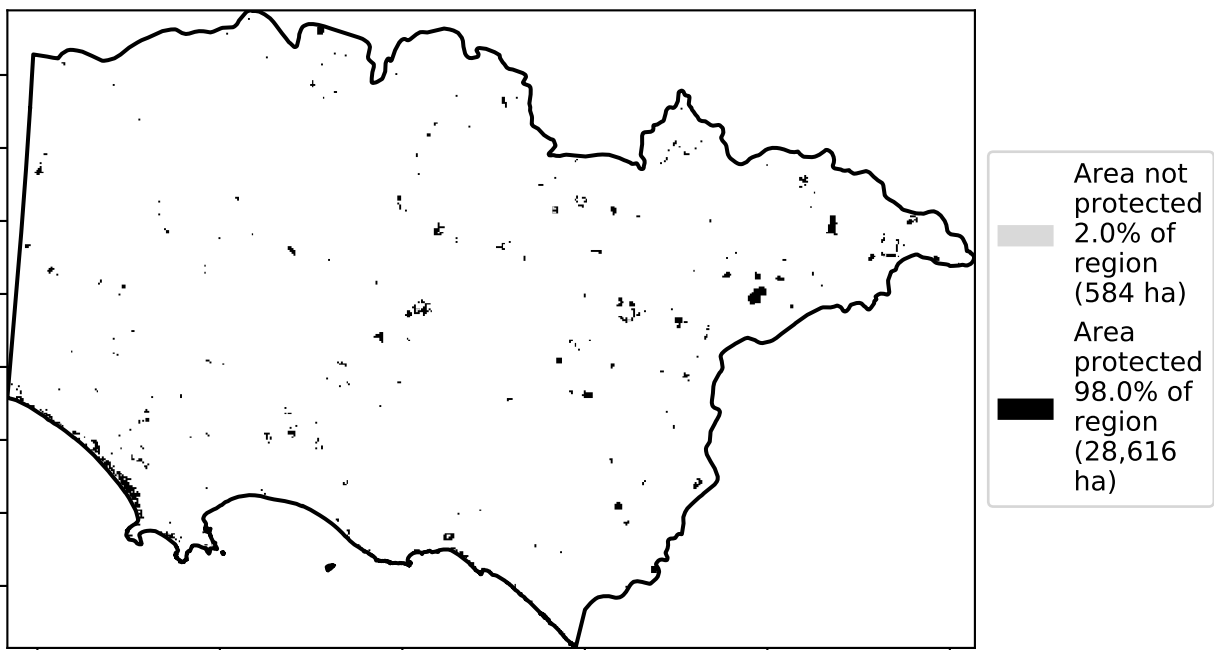 Area not
protected
2.0% of
region
(584 ha)
Area
protected
98.0% of
region
(28,616
ha)